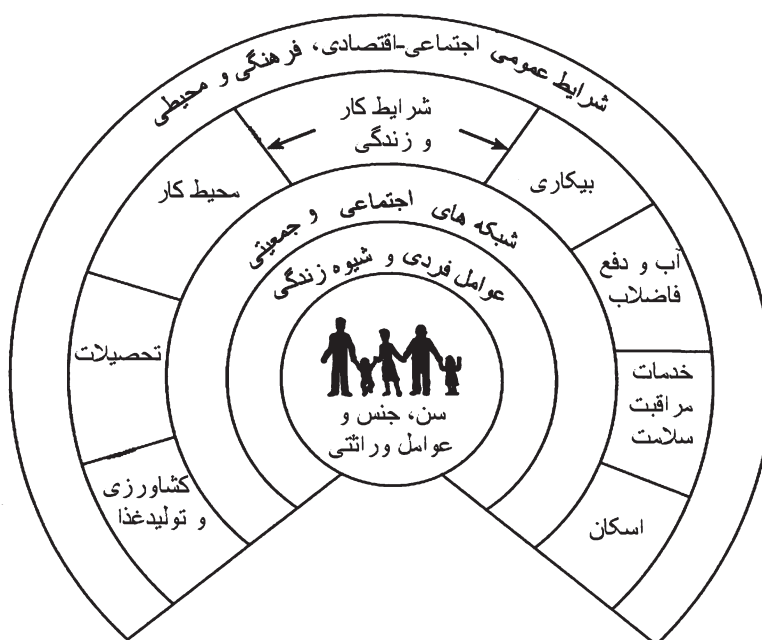 شرایط عمومی اجتماعی-اقتصادی، فرهنگی و محیطی
شرایط کار
و زندگی
بیکاری
آب و دفع
فاضلاب
خدمات
مراقبت
سلامت
اسکان
محیط کار
تحصیلات
کشاورزی
و تولیدغذا
شبکه های اجتماعی و جمعیتی
عوامل فردی و شیوه زندگی
سن، جنس و
عوامل وراثتی